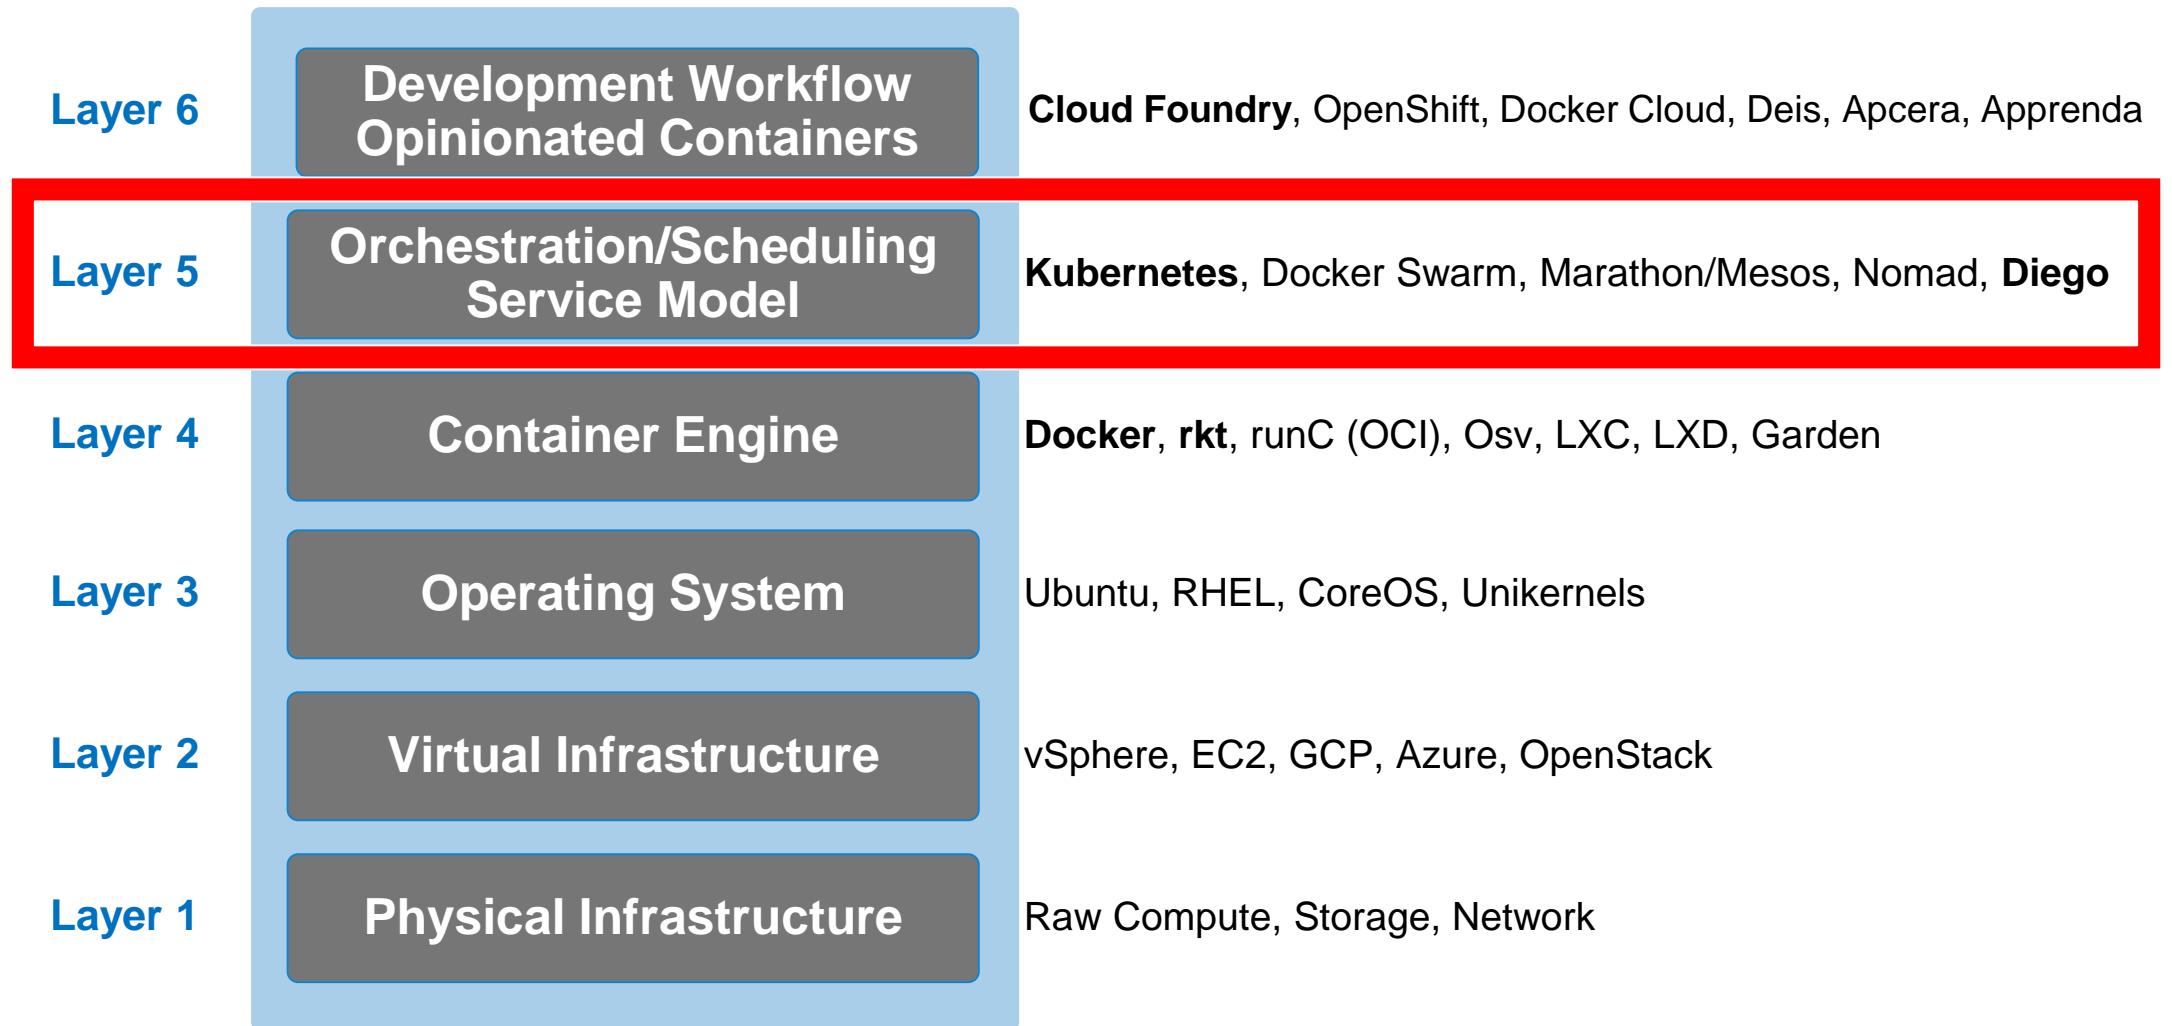 Layer 6
Development Workflow
Opinionated Containers
Cloud Foundry, OpenShift, Docker Cloud, Deis, Apcera, Apprenda
Layer 5
Orchestration/Scheduling
Service Model
Kubernetes, Docker Swarm, Marathon/Mesos, Nomad, Diego
Layer 4
Container Engine
Docker, rkt, runC (OCI), Osv, LXC, LXD, Garden
Layer 3
Operating System
Ubuntu, RHEL, CoreOS, Unikernels
Layer 2
Virtual Infrastructure
vSphere, EC2, GCP, Azure, OpenStack
Layer 1
Physical Infrastructure
Raw Compute, Storage, Network